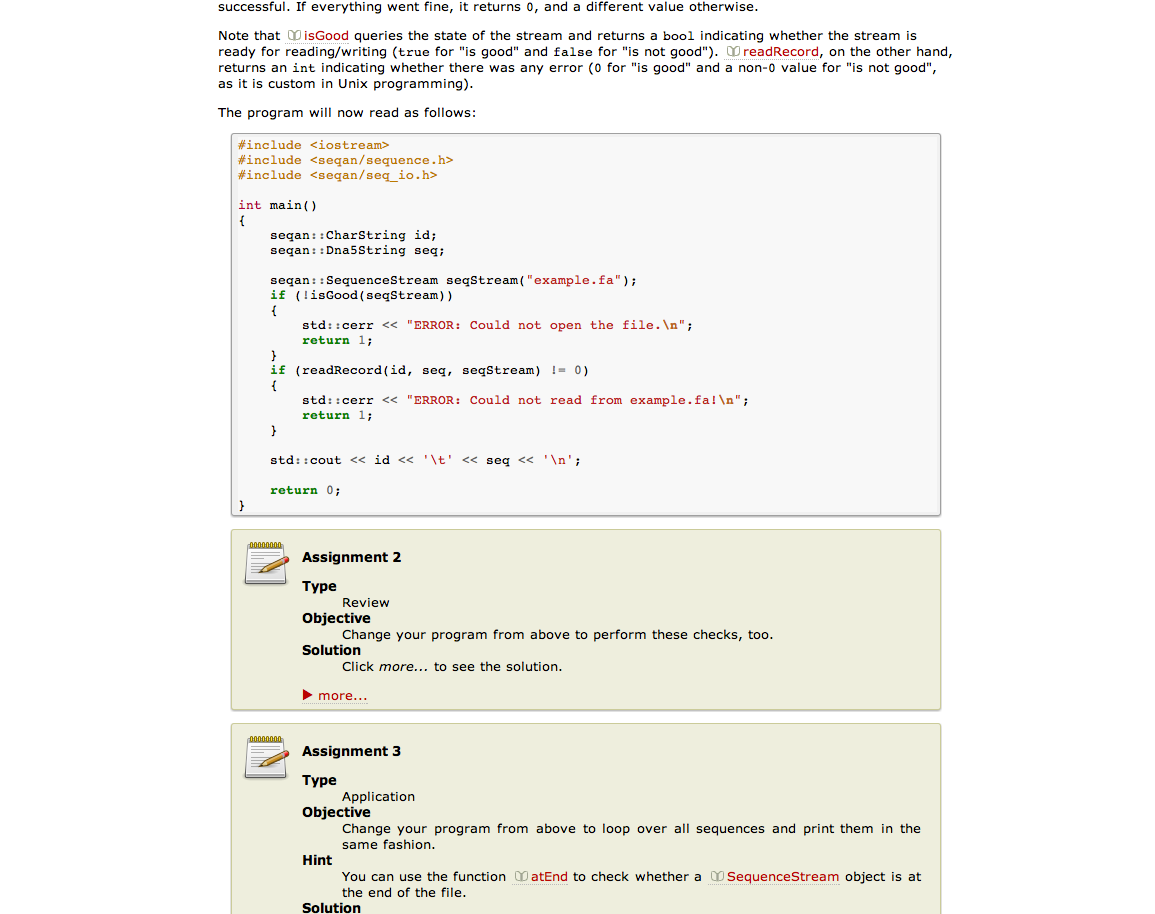 successful. If everything went fine, it returns 0, and a different value otherwise.
Note that isGood queries the state of the stream and returns a bool indicating whether the stream is
ready for reading/writing (true for "is good" and false for "is not good"). readRecord, on the other hand,
returns an int indicating whether there was any error (0 for "is good" and a non-0 value for "is not good",
as it is custom in Unix programming).
The program will now read as follows:
#include <iostream>
#include <seqan/sequence.h>
#include <seqan/seq_io.h>
int main()
{
    seqan::CharString id;
    seqan::Dna5String seq;
    seqan::SequenceStream seqStream("example.fa");
    if (!isGood(seqStream))
    {
        std::cerr << "ERROR: Could not open the file.\n";
        return 1;
    }
    if (readRecord(id, seq, seqStream) != 0)
    {
        std::cerr << "ERROR: Could not read from example.fa!\n";
        return 1;
    }
    std::cout << id << '\t' << seq << '\n';
    return 0;
}
Assignment 2
Type
Review
Objective
Change your program from above to perform these checks, too.
Solution
Click more... to see the solution.
more...
Assignment 3
Type
Application
Objective
Change your program from above to loop over all sequences and print them in the
same fashion.
Hint
You can use the function atEnd to check whether a SequenceStream object is at
the end of the file.
Solution